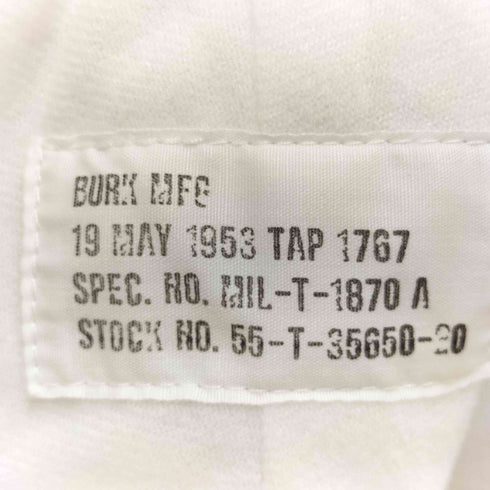 BURK MFG
19 MAY 1953 TAP 1767
SPEC. NO. MIL-T-1870 A
STOCK NO. 55-T-35650-20